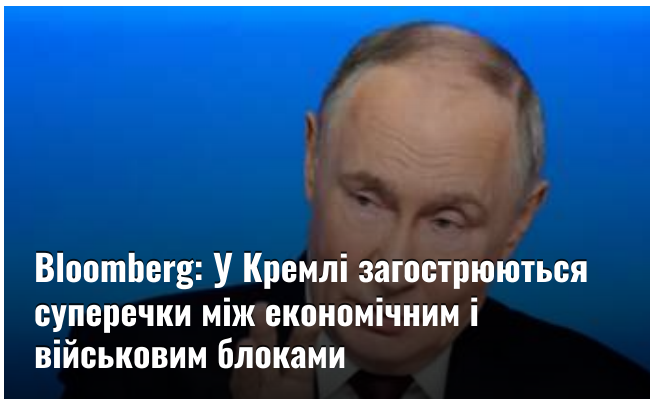 Bloomberg: У Кремлі загострюються
суперечки між економічним і
військовим блоками